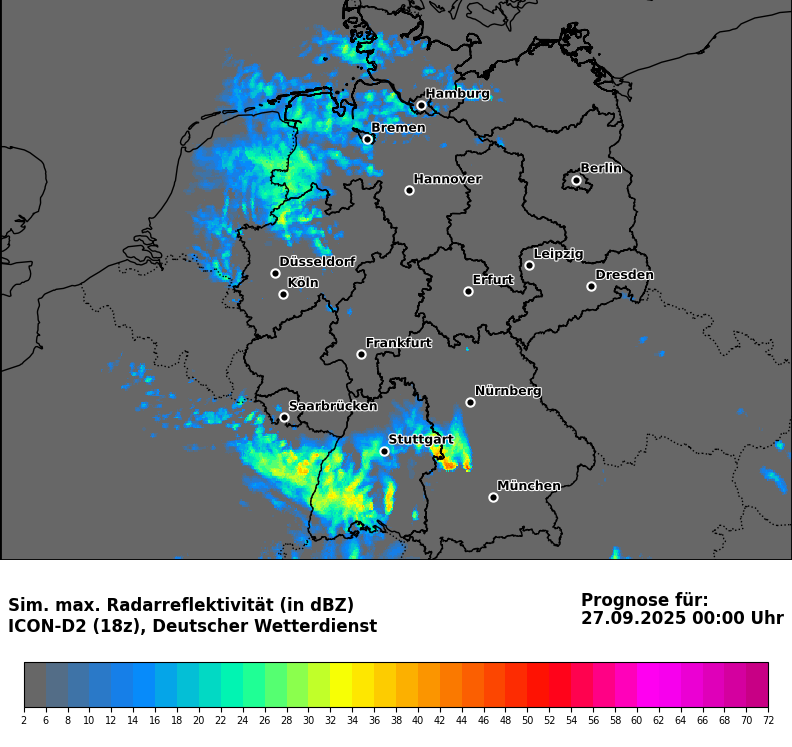 Hamburg
Bremen
Berlin
Hannover
Leipzig
Düsseldorf
Dresden
Erfurt
Köln
Frankfurt
Nürnberg
Saarbrücken
Stuttgart
München
Sim. max. Radarreflektivität (in dBZ)
ICON-D2 (18z), Deutscher Wetterdienst
Prognose für:
27.09.2025 00:00 Uhr
2 6 8 10 12 14 16 18 20 22 24 26 28 30 32 34 36 38 40 42 44 46 48 50 52 54 56 58 60 62 64 66 68 70 72